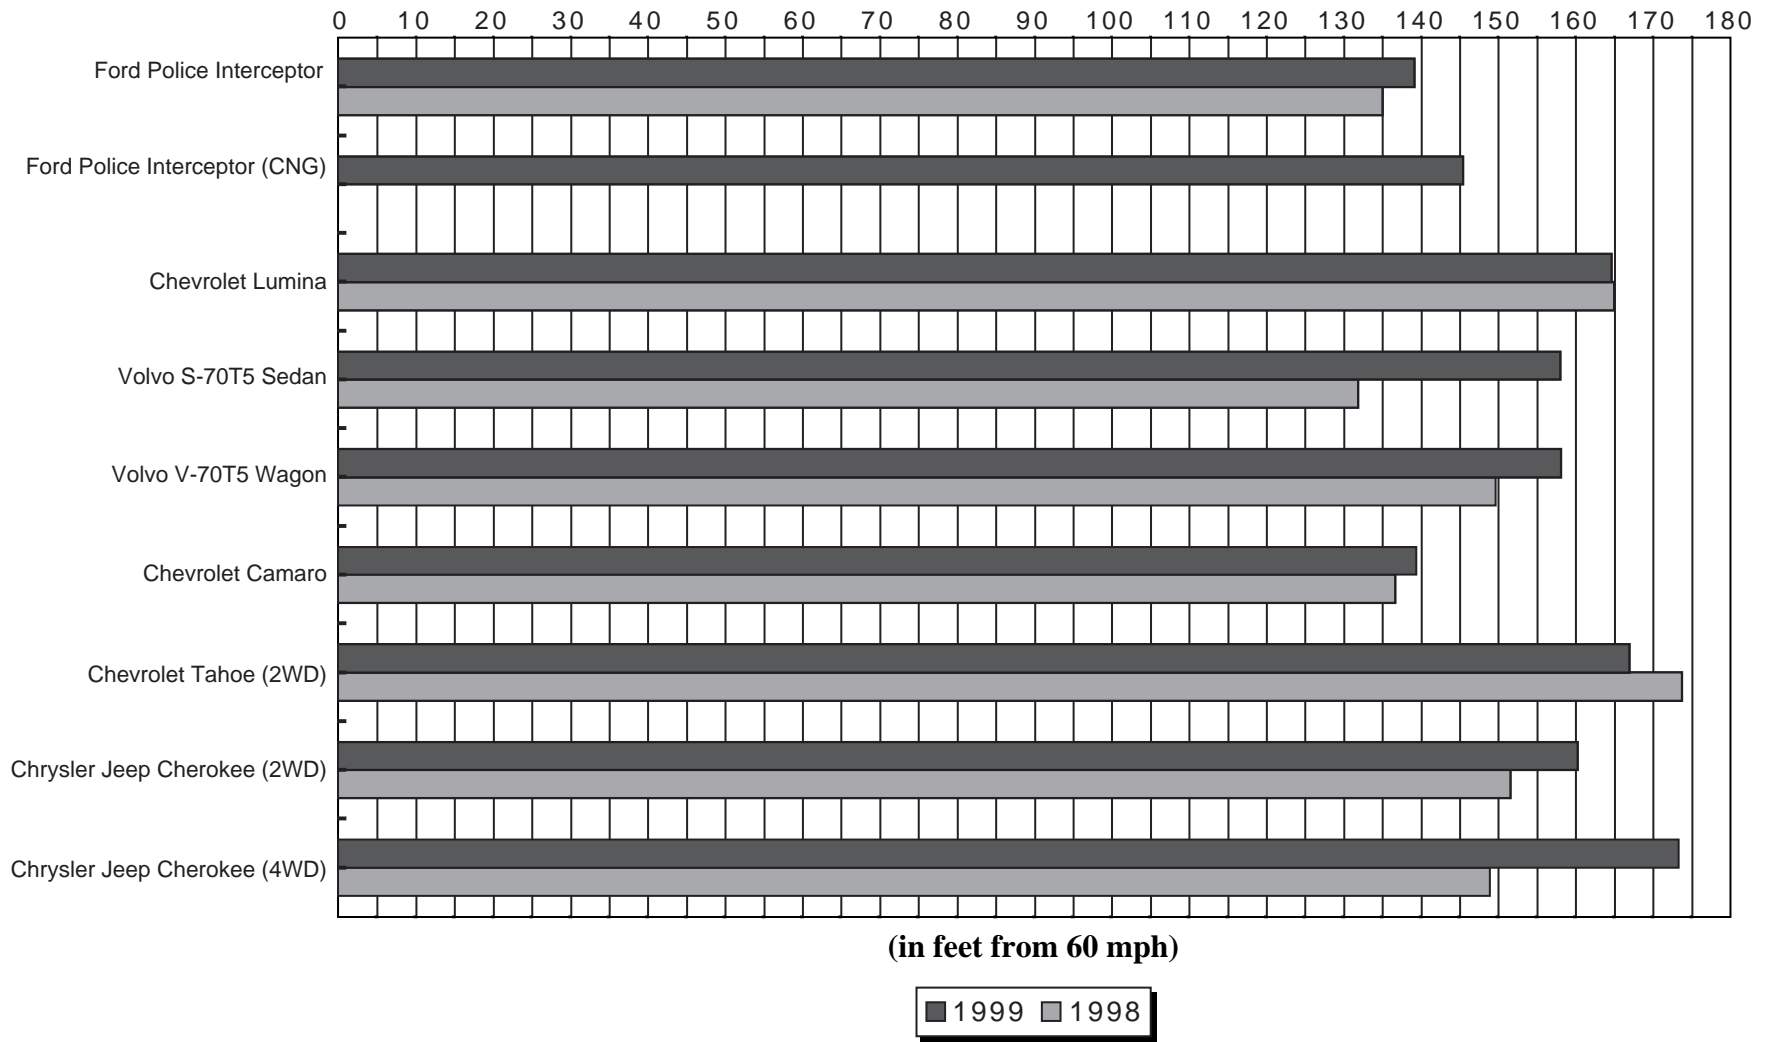 0 10 20 30 40 50 60 70 80 90 100 110 120 130 140 150 160 170 180
Ford Police Interceptor
Ford Police Interceptor (CNG)
Chevrolet Lumina
Volvo S-70T5 Sedan
Volvo V-70T5 Wagon
Chevrolet Camaro
Chevrolet Tahoe (2WD)
Chrysler Jeep Cherokee (2WD)
Chrysler Jeep Cherokee (4WD)
(in feet from 60 mph)
1999 1998